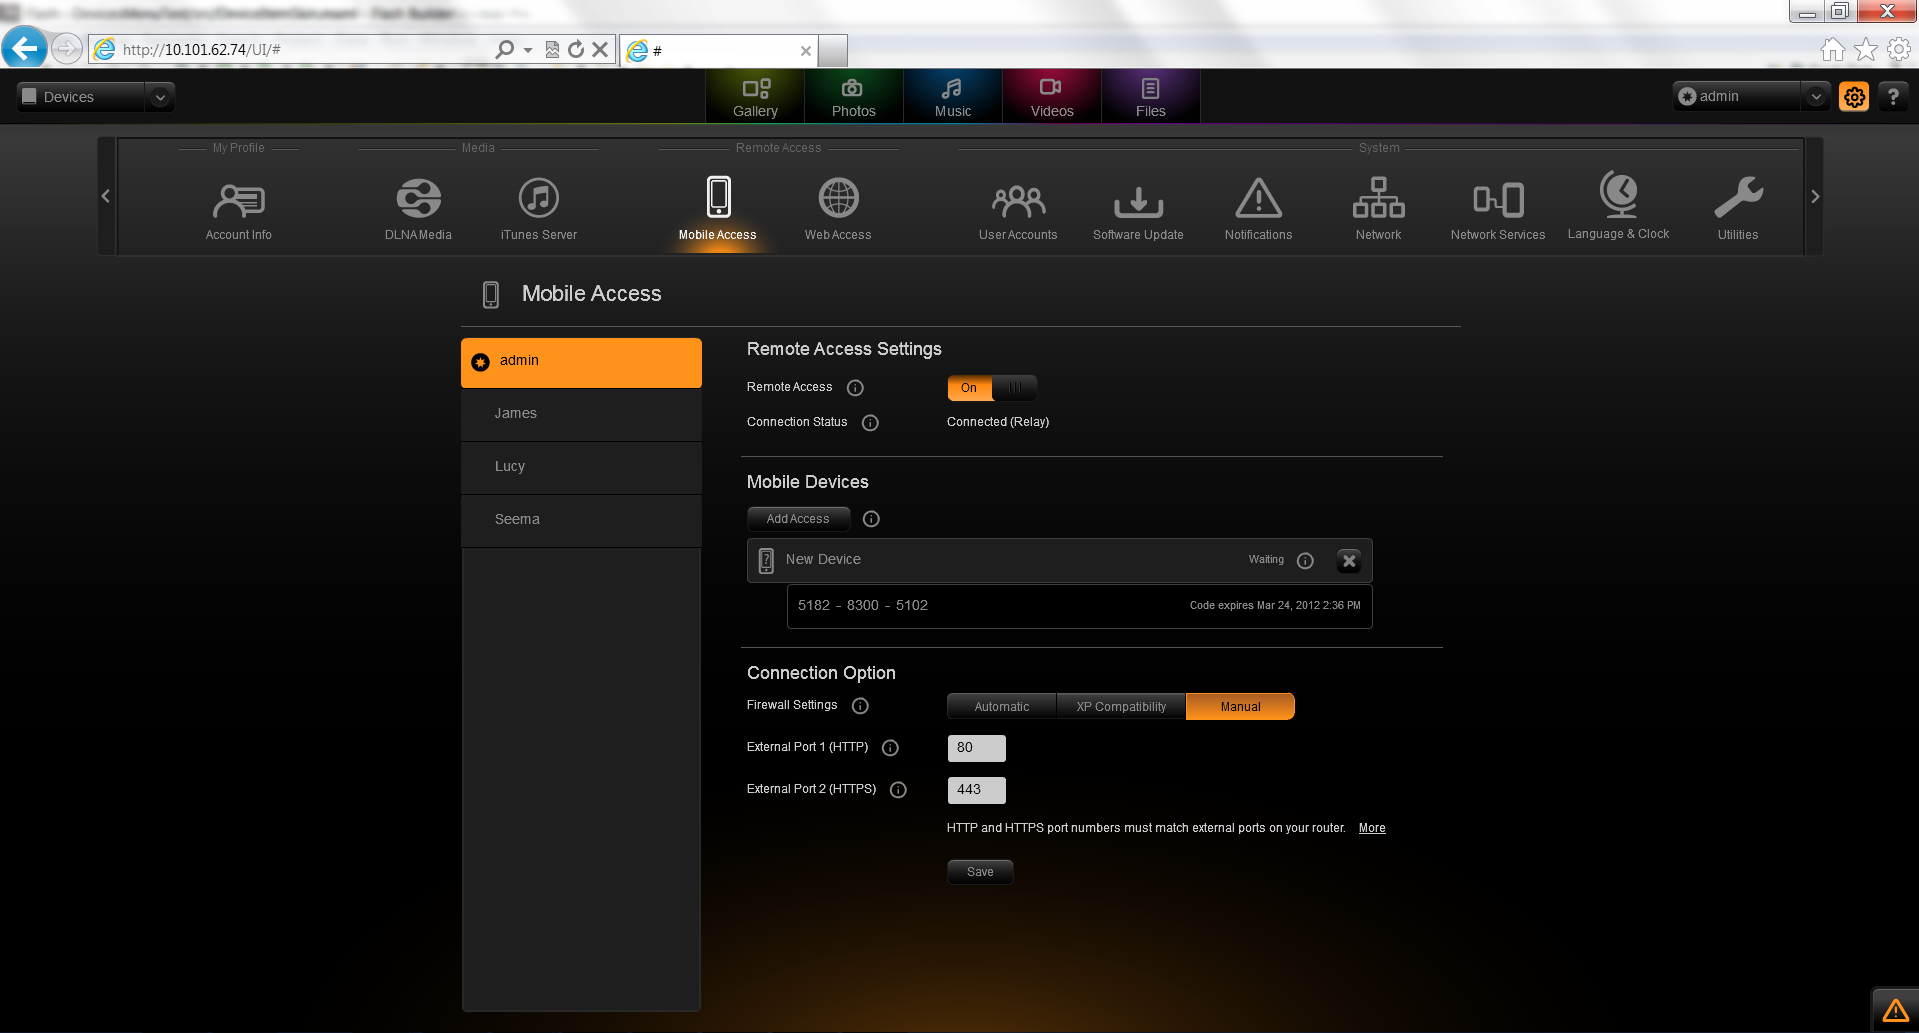 http://10.101.62.74/UI/#
#
Devices
Gallery
Photos
Music
Videos
Files
admin
?
My Profile
Media
Remote Access
System
Account Info
DLNA Media
iTunes Server
Mobile Access
Web Access
User Accounts
Software Update
Notifications
Network
Network Services
Language & Clock
Utilities
Mobile Access
admin
James
Lucy
Seema
Remote Access Settings
Remote Access
On
Connection Status
Connected (Relay)
Mobile Devices
Add Access
New Device
Waiting
5182 - 8300 - 5102
Code expires Mar 24, 2012 2:36 PM
Connection Option
Firewall Settings
Automatic
XP Compatibility
Manual
External Port 1 (HTTP)
80
External Port 2 (HTTPS)
443
HTTP and HTTPS port numbers must match external ports on your router. More
Save